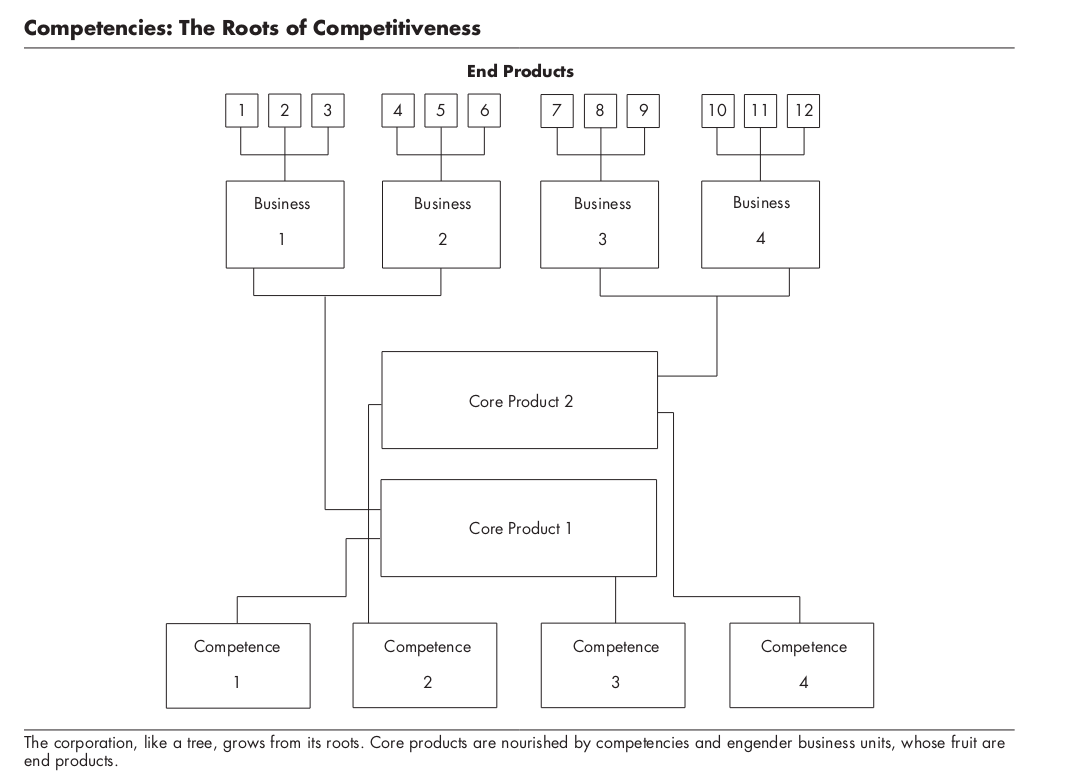 Competencies: The Roots of Competitiveness
End Products
1 2 3 4 5 6 7 8 9 10 11 12
Business Business Business Business
1 2 3 4
Core Product 2
Core Product 1
Competence Competence Competence Competence
1 2 3 4
The corporation, like a tree, grows from its roots. Core products are nourished by competencies and engender business units, whose fruit are
end products.